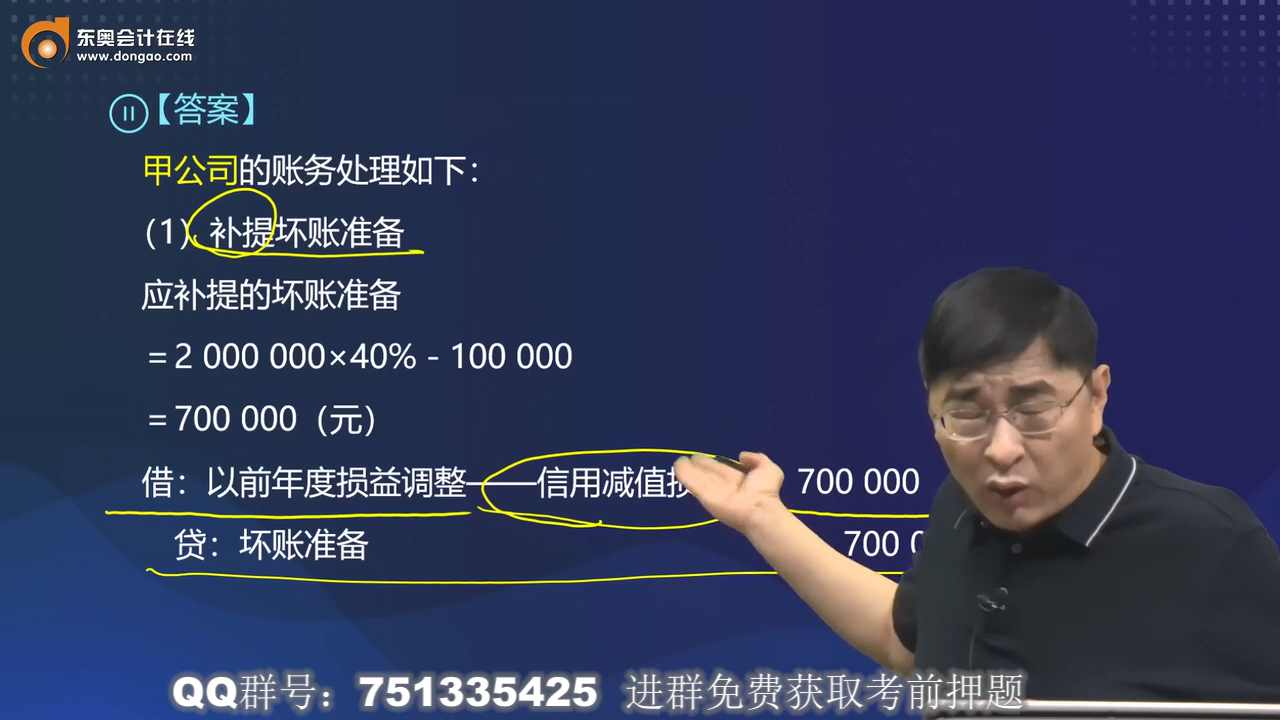 东奥会计在线
www.dongao.com
【答案】
甲公司的账务处理如下：
（1）补提坏账准备
应补提的坏账准备
＝2 000 000×40%－100 000
＝700 000（元）
借：以前年度损益调整——信用减值 700 000
贷：坏账准备 700
QQ群号：751335425 进群免费获取考前押题